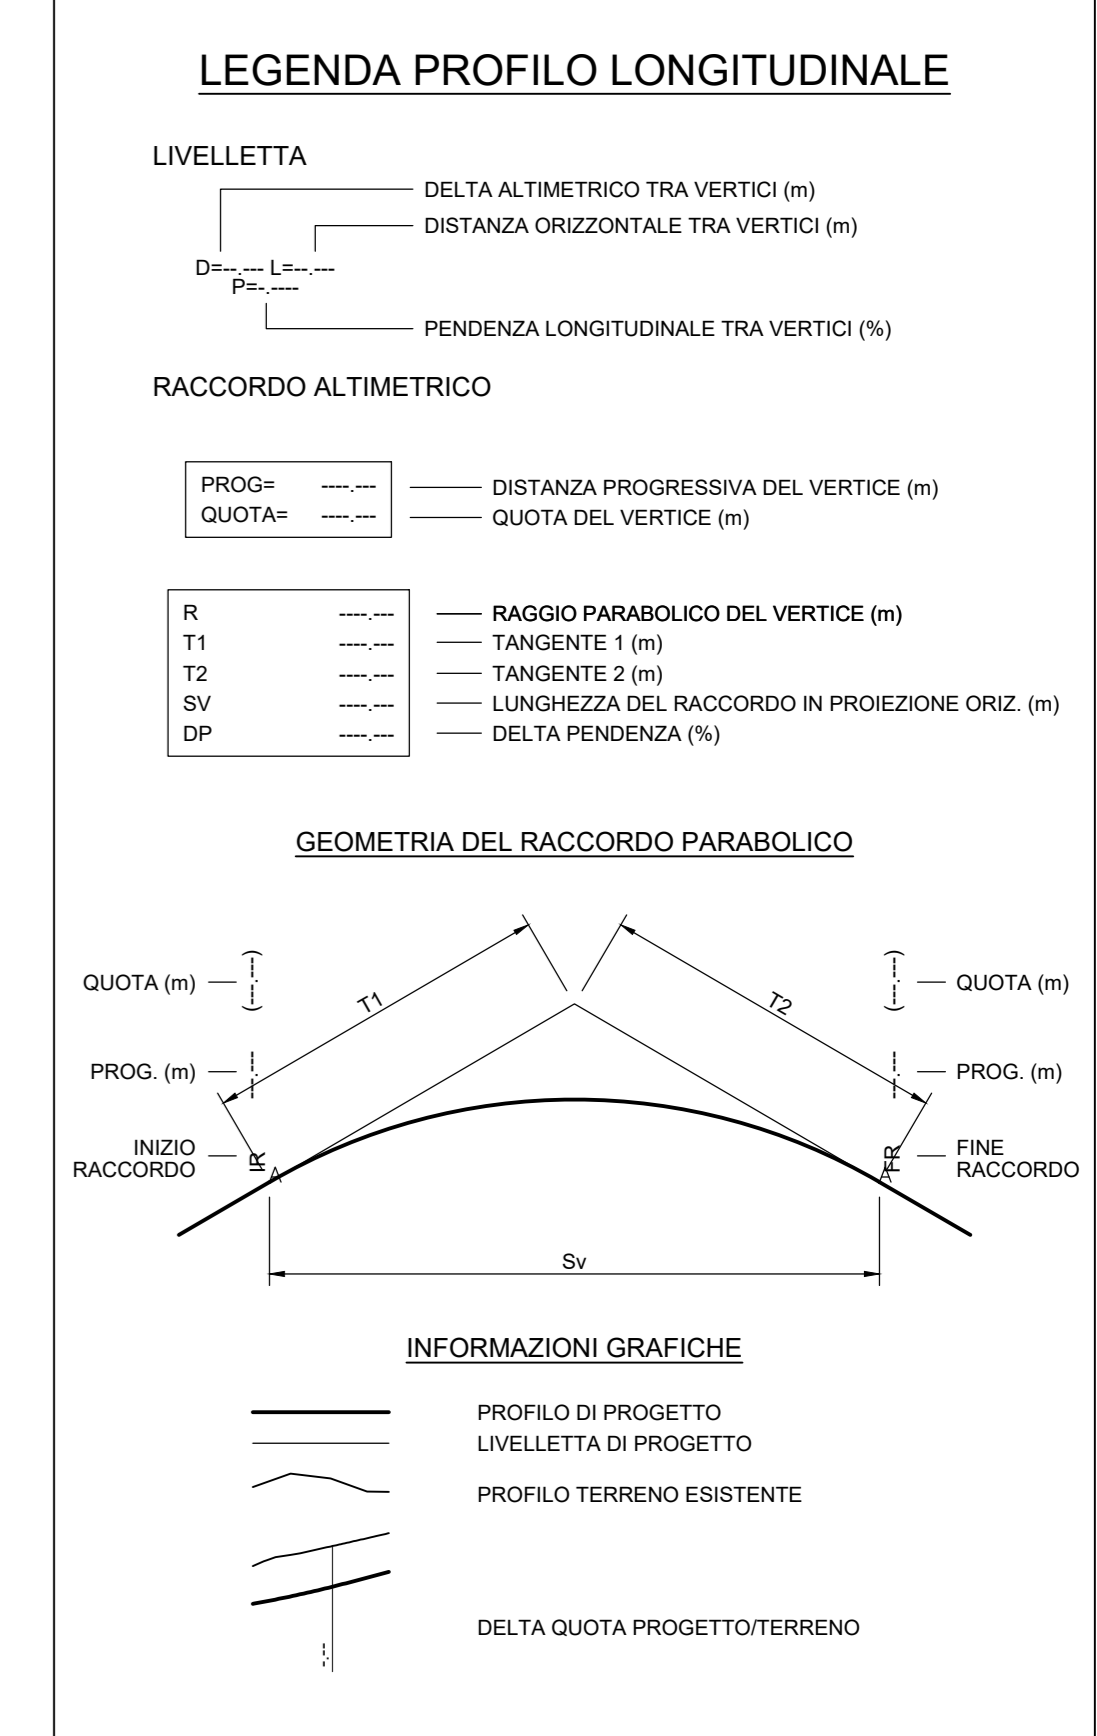 LEGENDA PROFILO LONGITUDINALE
LIVELLETTA
DELTA ALTIMETRICO TRA VERTICI (m)
DISTANZA ORIZZONTALE TRA VERTICI (m)
D=--.--- L=--.---
P=-.----
PENDENZA LONGITUDINALE TRA VERTICI (%)
RACCORDO ALTIMETRICO
PROG= ----.--- DISTANZA PROGRESSIVA DEL VERTICE (m)
QUOTA= ----.--- QUOTA DEL VERTICE (m)
R ----.--- RAGGIO PARABOLICO DEL VERTICE (m)
T1 ----.--- TANGENTE 1 (m)
T2 ----.--- TANGENTE 2 (m)
SV ----.--- LUNGHEZZA DEL RACCORDO IN PROIEZIONE ORIZ. (m)
DP ----.--- DELTA PENDENZA (%)
GEOMETRIA DEL RACCORDO PARABOLICO
QUOTA (m) (----.---) T1 T2 (----.---) QUOTA (m)
PROG. (m) ----.--- ----.--- PROG. (m)
INIZIO
RACCORDO
IR
FR
FINE
RACCORDO
Sv
INFORMAZIONI GRAFICHE
PROFILO DI PROGETTO
LIVELLETTA DI PROGETTO
PROFILO TERRENO ESISTENTE
DELTA QUOTA PROGETTO/TERRENO
--.--